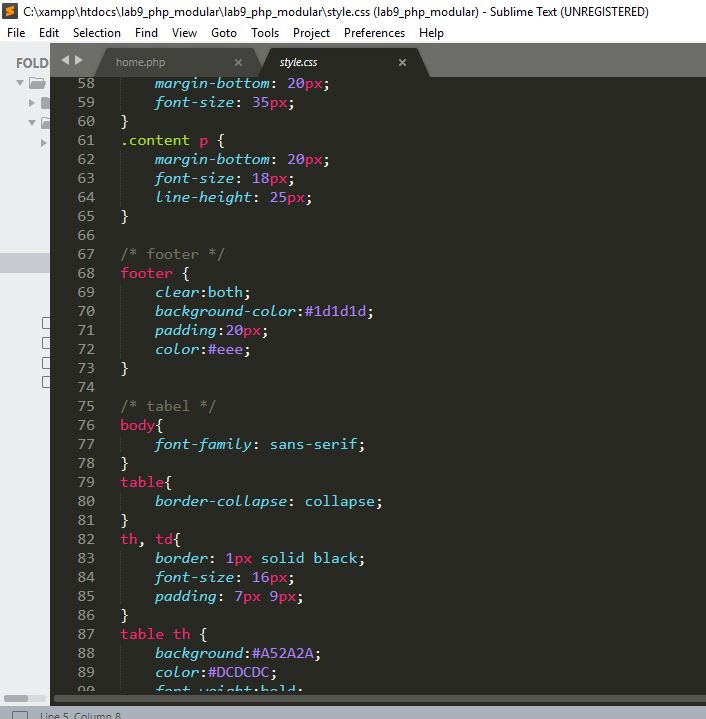 C:\xampp\htdocs\lab9_php_modular\lab9_php_modular\style.css (lab9_php_modular) - Sublime Text (UNREGISTERED)
File Edit Selection Find View Goto Tools Project Preferences Help
FOLD
home.php × style.css ×
58 margin-bottom: 20px;
59 font-size: 35px;
60 }
61 .content p {
62 margin-bottom: 20px;
63 font-size: 18px;
64 line-height: 25px;
65 }
66
67 /* footer */
68 footer {
69 clear:both;
70 background-color:#1d1d1d;
71 padding:20px;
72 color:#eee;
73 }
74
75 /* tabel */
76 body{
77 font-family: sans-serif;
78 }
79 table{
80 border-collapse: collapse;
81 }
82 th, td{
83 border: 1px solid black;
84 font-size: 16px;
85 padding: 7px 9px;
86 }
87 table th {
88 background:#A52A2A;
89 color:#DCDCDC;
90 font-weight:bold;
Line 5, Column 8